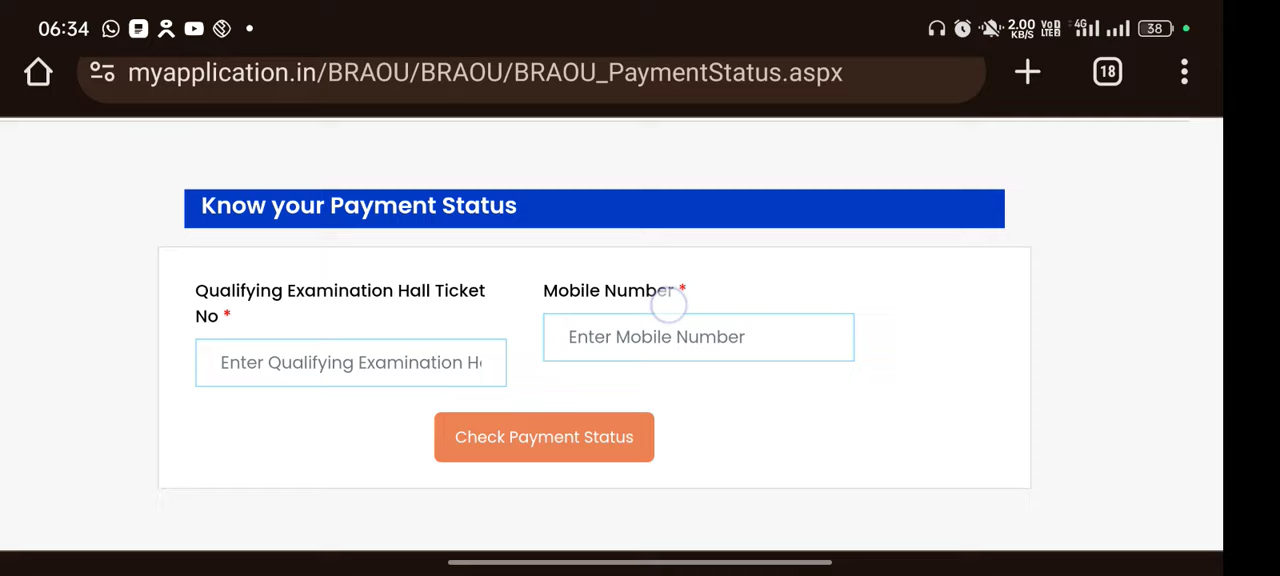 06:34 2.00 KB/S Vo LTE2 4G 38
myapplication.in/BRAOU/BRAOU/BRAOU_PaymentStatus.aspx 18
Know your Payment Status
Qualifying Examination Hall Ticket Mobile Number *
No *
Enter Mobile Number
Enter Qualifying Examination H
Check Payment Status